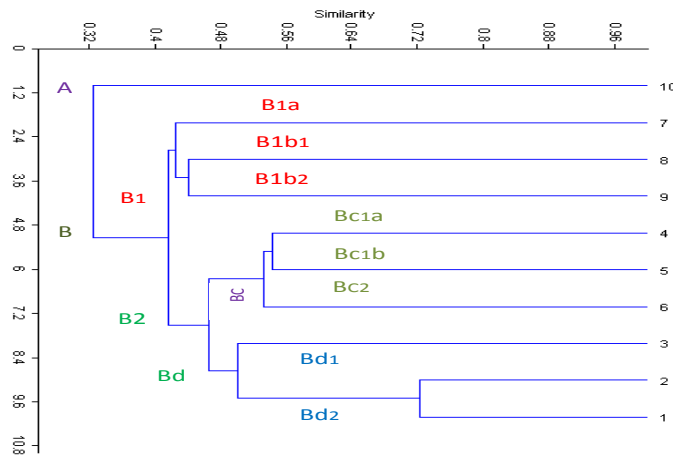 Similarity
0.32 0.4 0.48 0.56 0.64 0.72 0.8 0.88 0.96
0
A 10
1.2
B1a
7
2.4
B1b1
8
3.6
B1b2
B1 9
Bc1a
4.8
B 4
Bc1b
6 5
Bc2
BC
6
7.2
B2
8.4
Bd1 3
Bd
2
9.6
Bd2 1
10.8